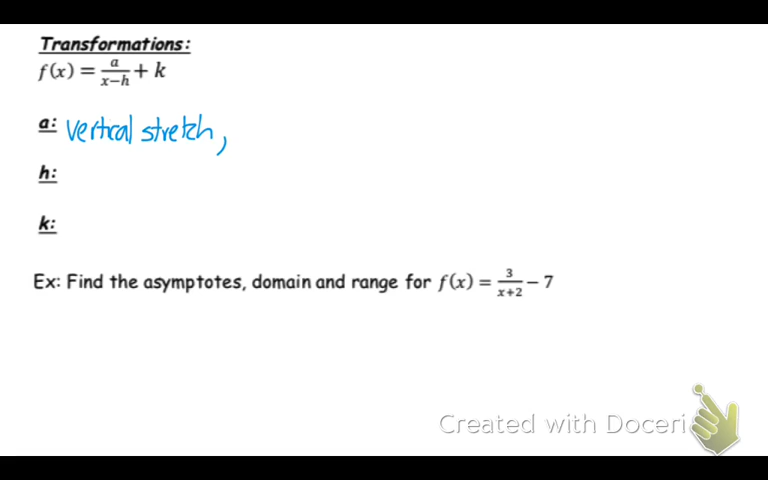 Transformations:
f(x) = a/(x−h) + k
a: vertical stretch,
h:
k:
Ex: Find the asymptotes, domain and range for f(x) = 3/(x+2) − 7
Created with Doceri